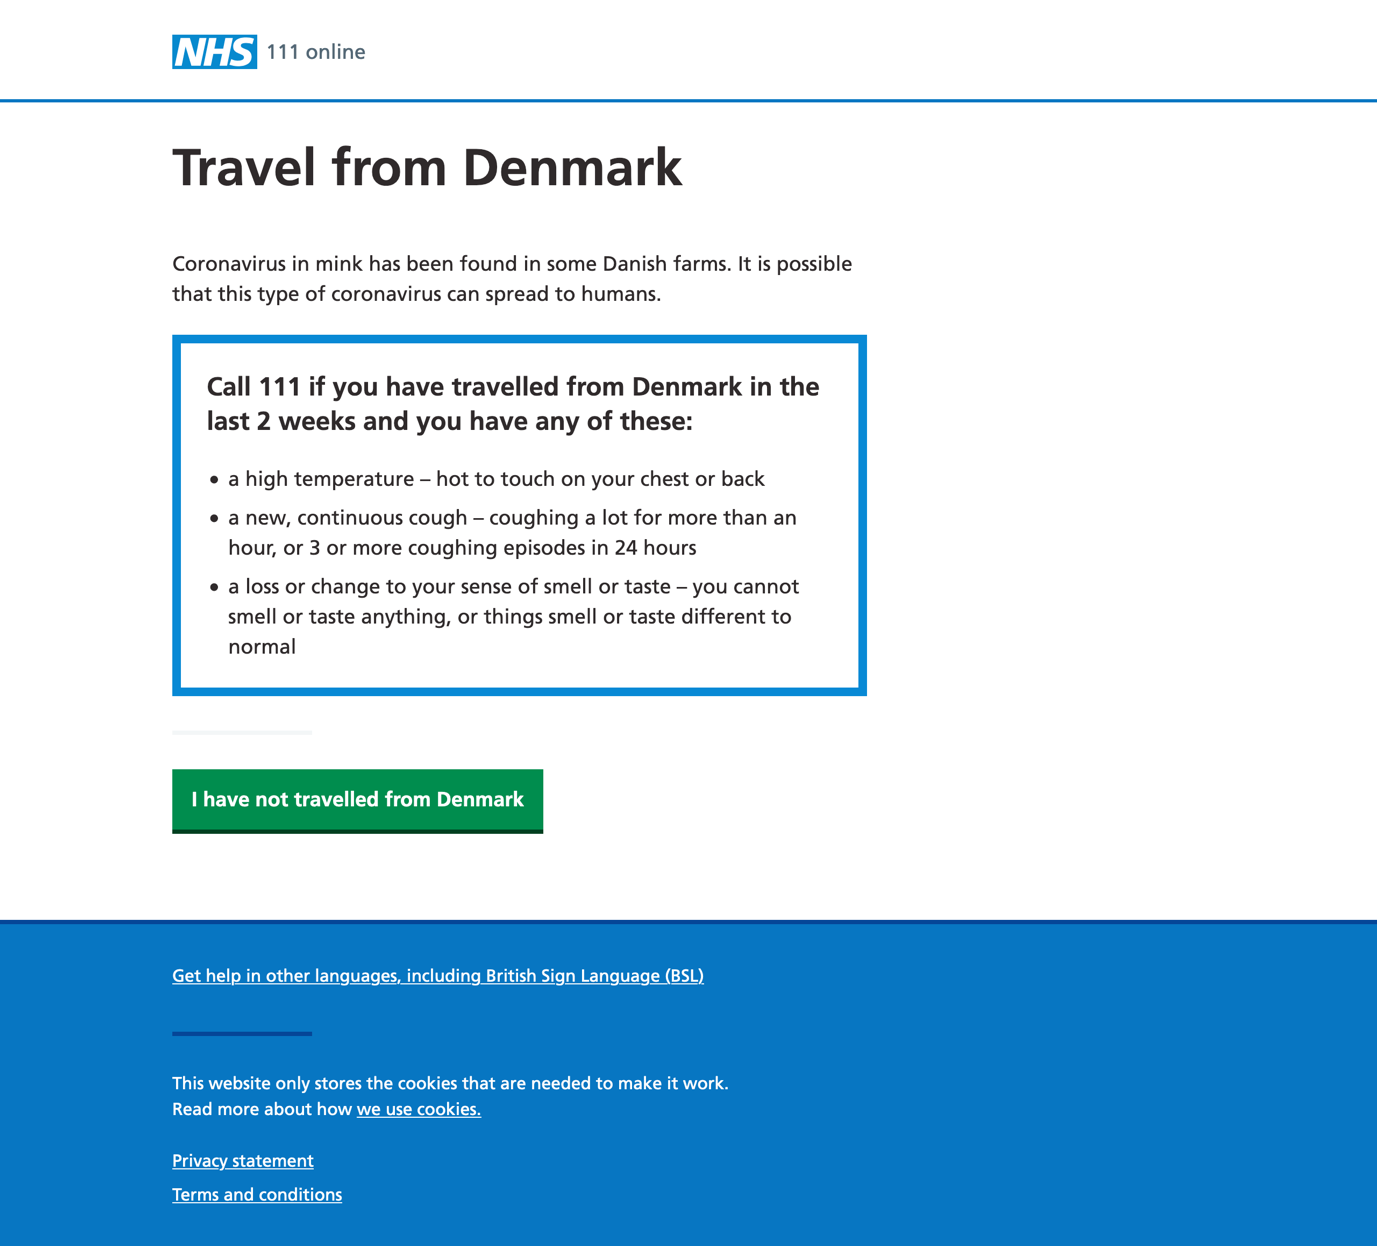 NHS 111 online
Travel from Denmark
Coronavirus in mink has been found in some Danish farms. It is possible
that this type of coronavirus can spread to humans.
Call 111 if you have travelled from Denmark in the
last 2 weeks and you have any of these:
• a high temperature – hot to touch on your chest or back
• a new, continuous cough – coughing a lot for more than an
hour, or 3 or more coughing episodes in 24 hours
• a loss or change to your sense of smell or taste – you cannot
smell or taste anything, or things smell or taste different to
normal
I have not travelled from Denmark
Get help in other languages, including British Sign Language (BSL)
This website only stores the cookies that are needed to make it work.
Read more about how we use cookies.
Privacy statement
Terms and conditions